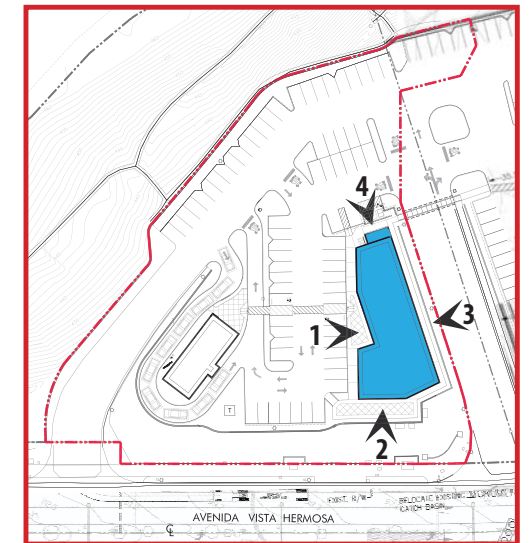 4
3
1
2
T
EXIST. R/W
RELOCATE EXISTING
CATCH BASIN
AVENIDA VISTA HERMOSA
℄